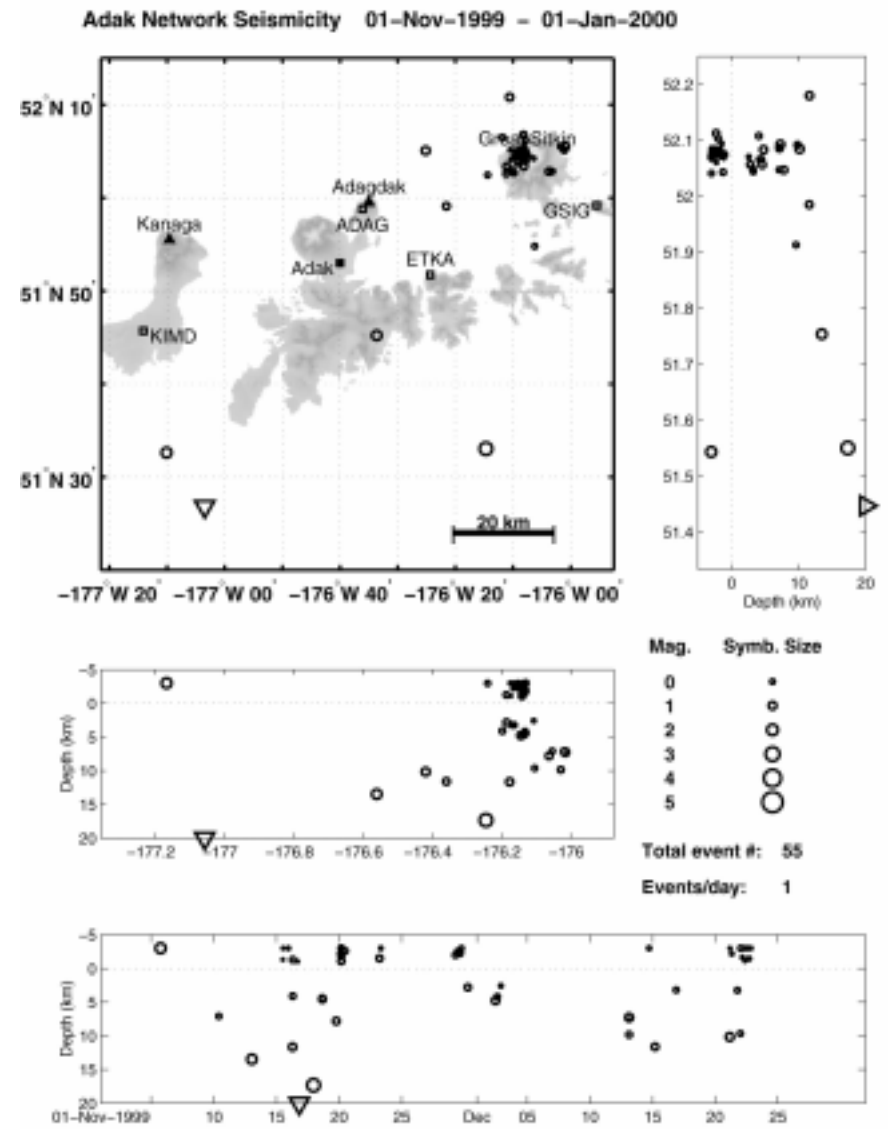 Adak Network Seismicity 01-Nov-1999 - 01-Jan-2000
52°N 10'
51°N 50'
51°N 30'
Great Sitkin
Adagdak
ADAG
GSIG
Kanaga
Adak
ETKA
KIMD
20 km
-177°W 20' -177°W 00' -176°W 40' -176°W 20' -176°W 00'
52.2
52.1
52
51.9
51.8
51.7
51.6
51.5
51.4
0 10 20
Depth (km)
Mag. Symb. Size
0
1
2
3
4
5
Total event #: 55
Events/day: 1
-5
0
5
10
15
20
Depth (km)
-177.2 -177 -176.8 -176.6 -176.4 -176.2 -176
-5
0
5
10
15
20
Depth (km)
01-Nov-1999 10 15 20 25 Dec 05 10 15 20 25